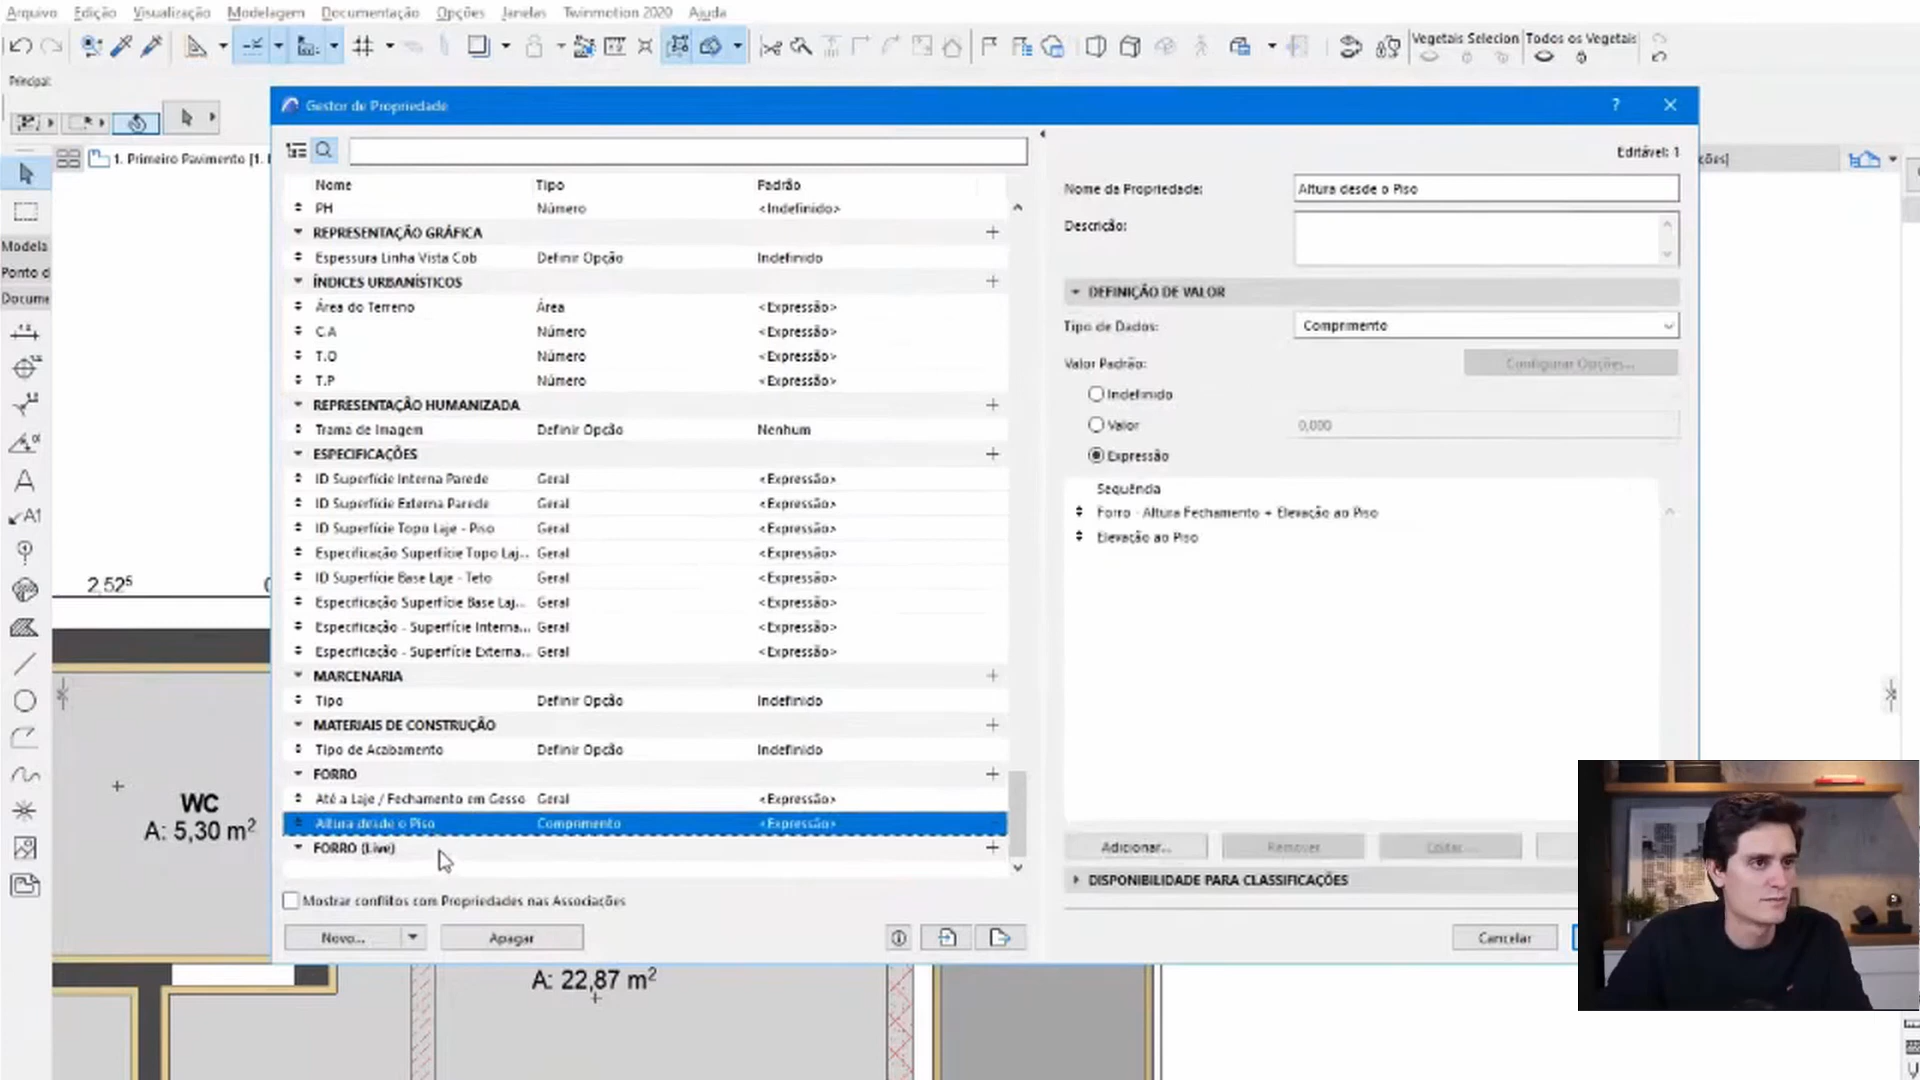 Arquivo Edição Visualização Modelagem Documentação Opções Janelas Twinmotion 2020 Ajuda
Vegetais Selecion Todos os Vegetais
Principal:
1. Primeiro Pavimento [1.
Gestor de Propriedade
? ×
Editável: 1
Nome Tipo Padrão
PH Número <Indefinido>
REPRESENTAÇÃO GRÁFICA
Espessura Linha Vista Cob Definir Opção Indefinido
ÍNDICES URBANÍSTICOS
Área do Terreno Área <Expressão>
C.A Número <Expressão>
T.O Número <Expressão>
T.P Número <Expressão>
REPRESENTAÇÃO HUMANIZADA
Trama de Imagem Definir Opção Nenhum
ESPECIFICAÇÕES
ID Superfície Interna Parede Geral <Expressão>
ID Superfície Externa Parede Geral <Expressão>
ID Superfície Topo Laje - Piso Geral <Expressão>
Especificação Superfície Topo Laj... Geral <Expressão>
ID Superfície Base Laje - Teto Geral <Expressão>
Especificação Superfície Base Laj... Geral <Expressão>
Especificação - Superfície Interna... Geral <Expressão>
Especificação - Superfície Externa... Geral <Expressão>
MARCENARIA
Tipo Definir Opção Indefinido
MATERIAIS DE CONSTRUÇÃO
Tipo de Acabamento Definir Opção Indefinido
FORRO
Até a Laje / Fechamento em Gesso Geral <Expressão>
Altura desde o Piso Comprimento <Expressão>
FORRO (Live)
Mostrar conflitos com Propriedades nas Associações
Novo... Apagar
Nome da Propriedade: Altura desde o Piso
Descrição:
DEFINIÇÃO DE VALOR
Tipo de Dados: Comprimento
Valor Padrão: Configurar Opções...
Indefinido
Valor 0,000
Expressão
Sequência
Forro - Altura Fechamento + Elevação ao Piso
Elevação ao Piso
Adicionar... Remover Editar...
DISPONIBILIDADE PARA CLASSIFICAÇÕES
Cancelar
ções]
Modela
Ponto d
Docume
A
A1
2,52⁵
WC
A: 5,30 m²
A: 22,87 m²